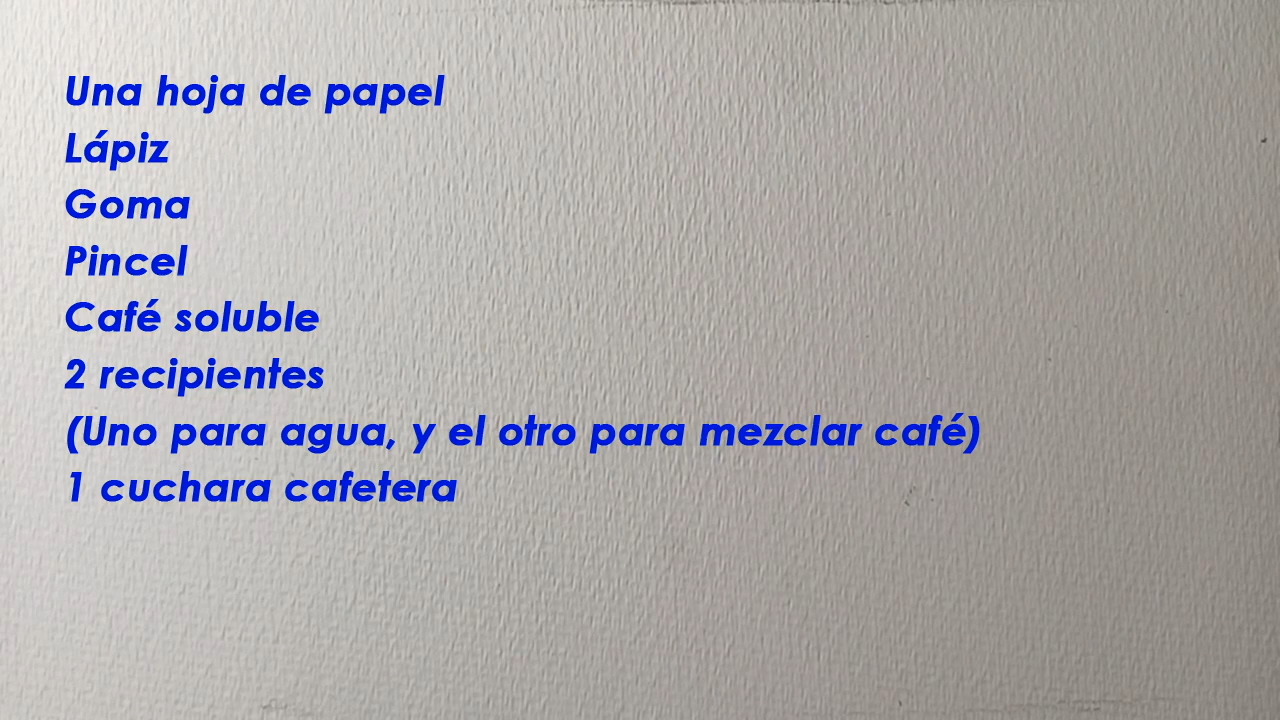 Una hoja de papel
Lápiz
Goma
Pincel
Café soluble
2 recipientes
(Uno para agua, y el otro para mezclar café)
1 cuchara cafetera